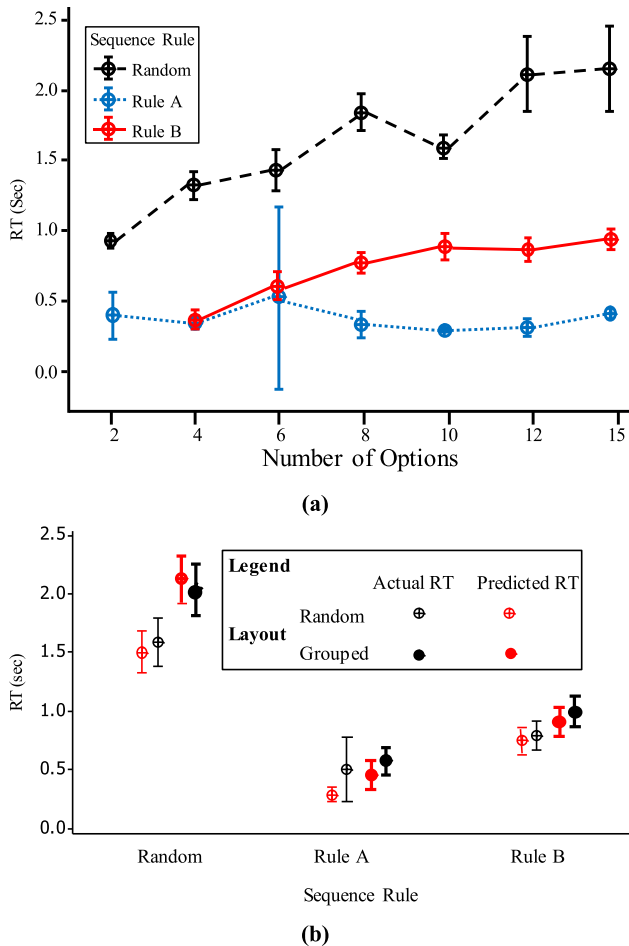 2.5
Sequence Rule
Random
Rule A
Rule B
2.0
1.5
1.0
0.5
0.0
RT (Sec)
2 4 6 8 10 12 15
Number of Options
(a)
2.5
2.0
1.5
1.0
0.5
0.0
RT (sec)
Legend
Actual RT Predicted RT
Random
Layout
Grouped
Random Rule A Rule B
Sequence Rule
(b)